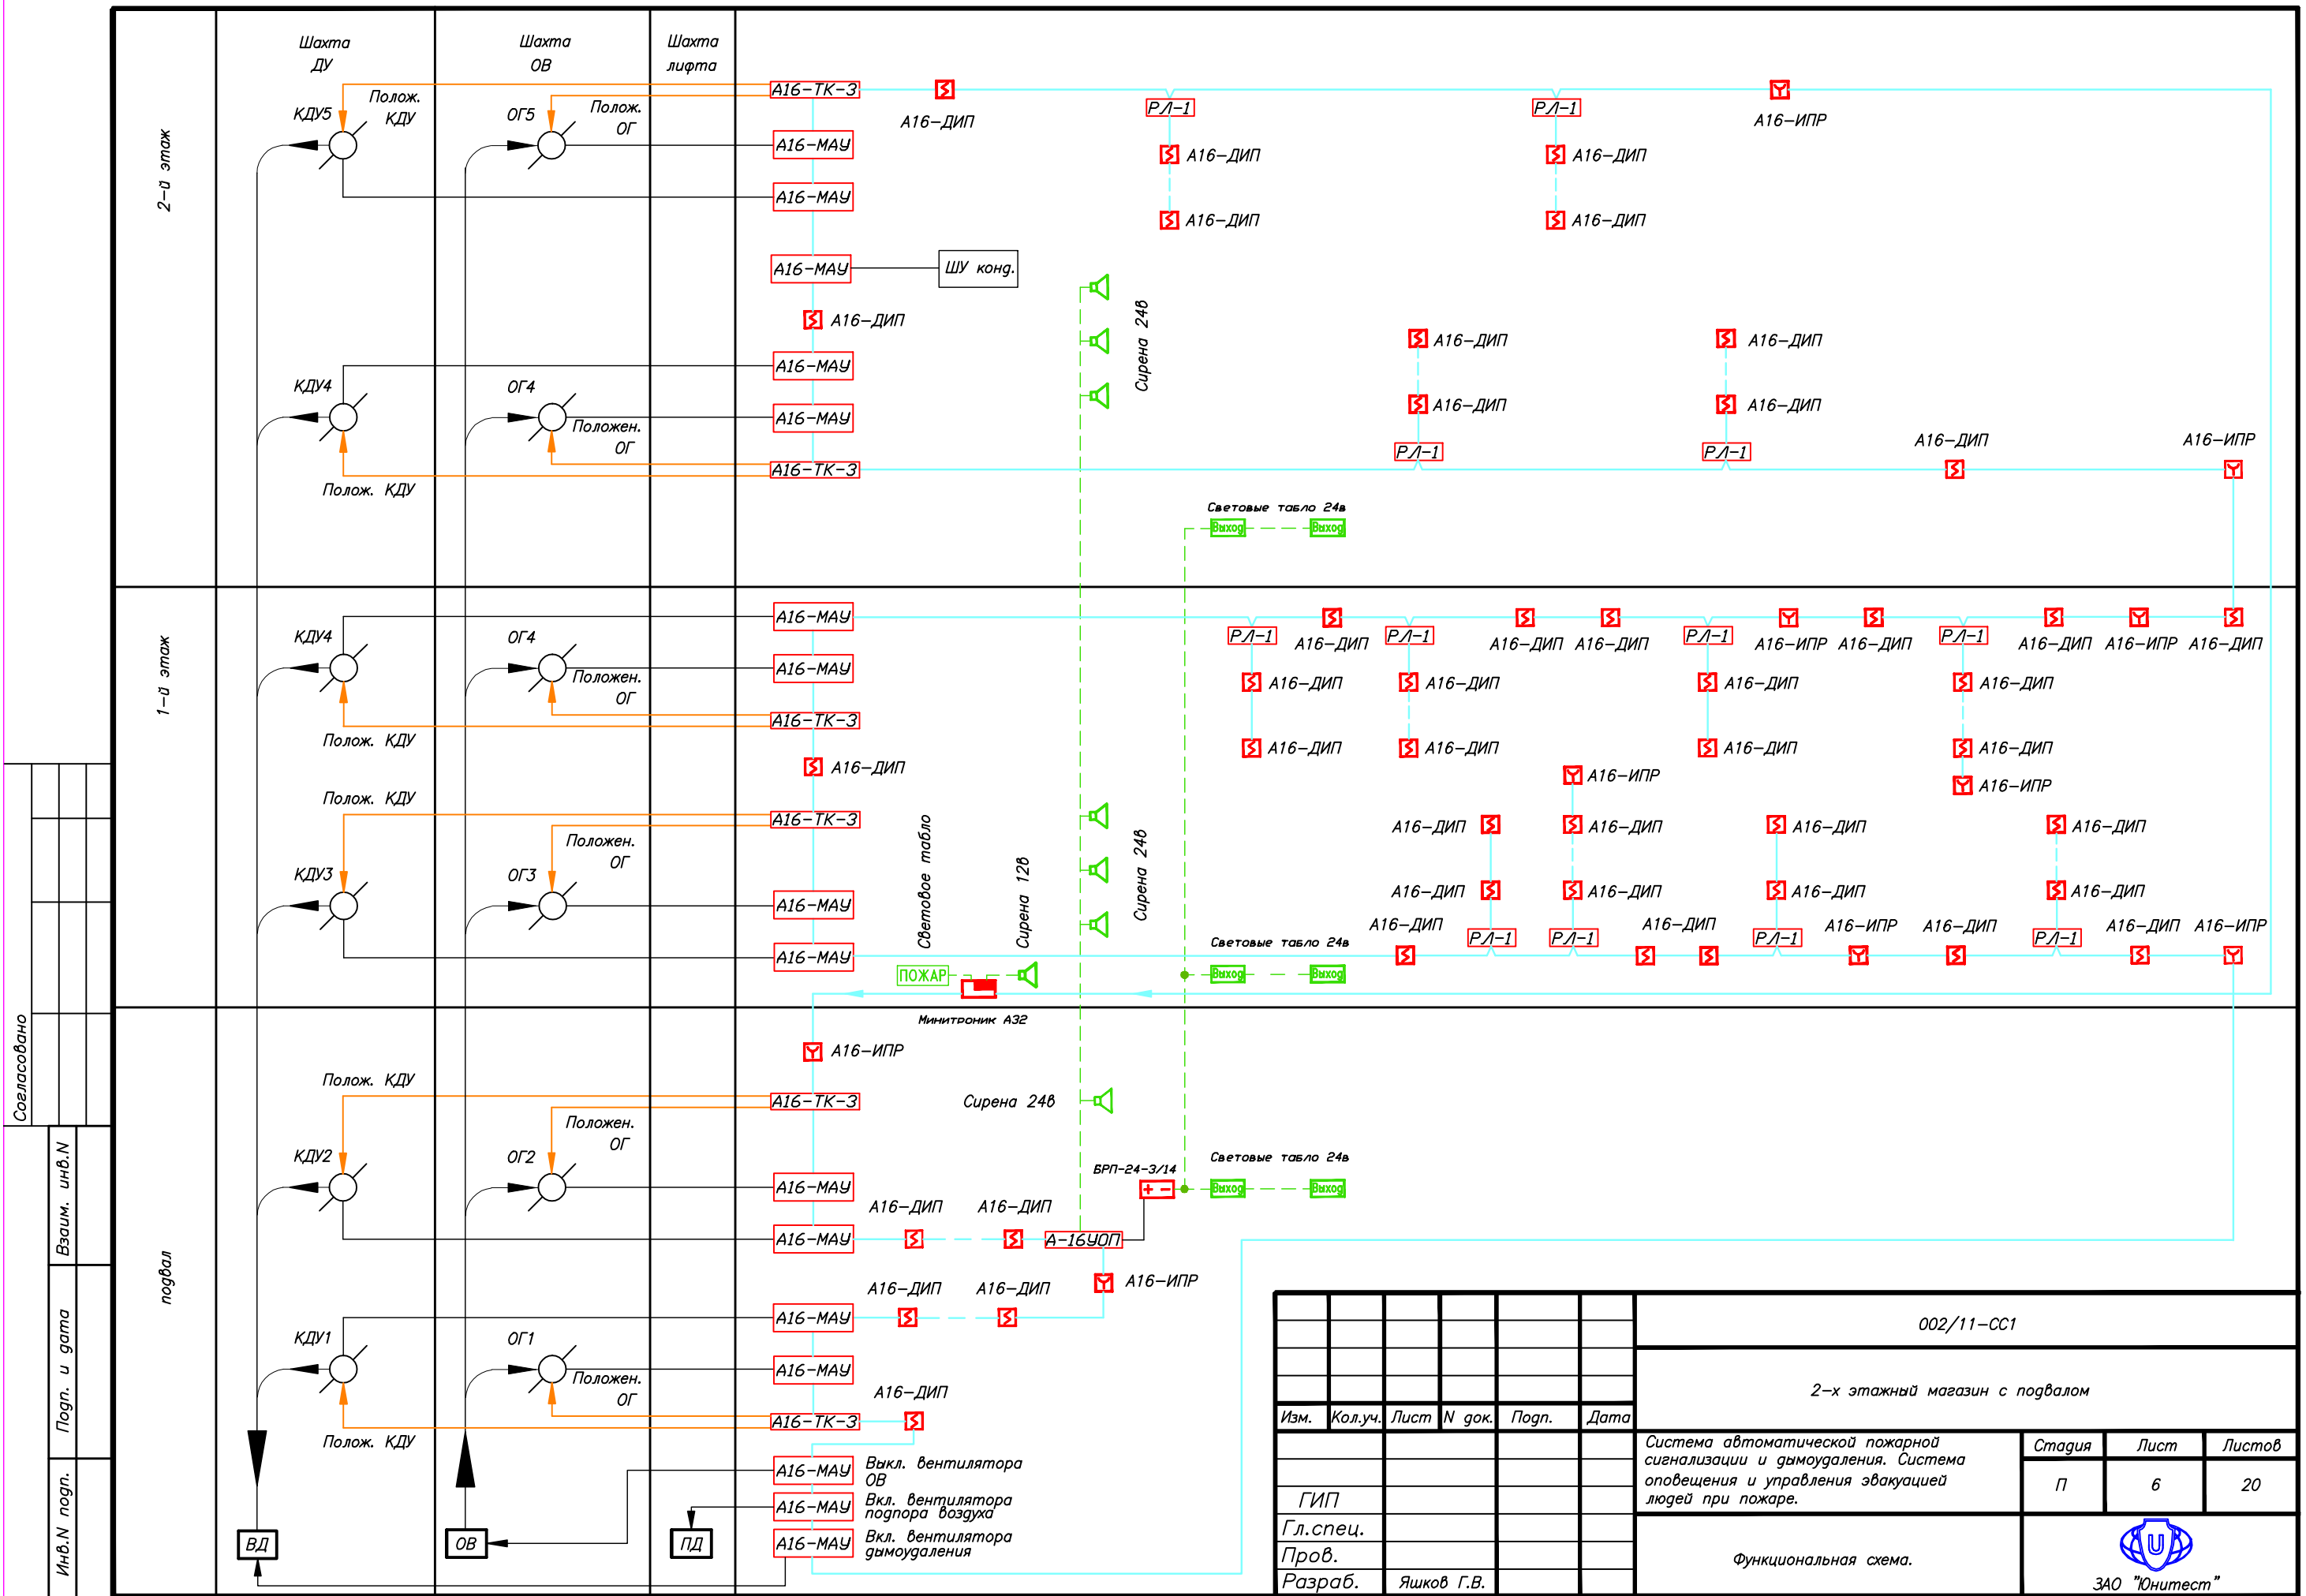 Шахта
ДУ
Шахта
ОВ
Шахта
лифта
2-й этаж
КДУ5
Полож.
КДУ
ОГ5
Полож.
ОГ
А16-ТК-3
А16-ДИП
РЛ-1
РЛ-1
А16-ИПР
А16-МАУ
А16-ДИП
А16-ДИП
А16-МАУ
А16-ДИП
А16-ДИП
А16-МАУ
ШУ конд.
А16-ДИП
Сирена 24в
А16-ДИП
А16-ДИП
А16-МАУ
КДУ4
ОГ4
А16-ДИП
А16-ДИП
А16-МАУ
Положен.
ОГ
РЛ-1
РЛ-1
А16-ДИП
А16-ИПР
А16-ТК-3
Полож. КДУ
Световые табло 24в
Выход
Выход
1-й этаж
А16-МАУ
КДУ4
ОГ4
РЛ-1
А16-ДИП
РЛ-1
А16-ДИП
А16-ДИП
РЛ-1
А16-ИПР
А16-ДИП
РЛ-1
А16-ДИП
А16-ИПР
А16-ДИП
А16-МАУ
Положен.
ОГ
А16-ДИП
А16-ДИП
А16-ДИП
А16-ДИП
А16-ТК-3
Полож. КДУ
А16-ДИП
А16-ДИП
А16-ДИП
А16-ДИП
А16-ДИП
А16-ИПР
А16-ИПР
Полож. КДУ
А16-ТК-3
Положен.
ОГ
Световое табло
Сирена 12в
Сирена 24в
А16-ДИП
А16-ДИП
А16-ДИП
А16-ДИП
КДУ3
ОГ3
А16-ДИП
А16-ДИП
А16-ДИП
А16-ДИП
А16-МАУ
А16-ДИП
А16-ДИП
А16-ИПР
А16-ДИП
А16-ДИП
А16-ИПР
РЛ-1
РЛ-1
РЛ-1
РЛ-1
А16-МАУ
Световые табло 24в
ПОЖАР
Выход
Выход
Минитроник А32
подвал
А16-ИПР
Полож. КДУ
А16-ТК-3
Сирена 24в
Положен.
ОГ
КДУ2
ОГ2
А16-МАУ
БРП-24-3/14
Световые табло 24в
Выход
Выход
А16-ДИП
А16-ДИП
А16-МАУ
А-16УОП
А16-ДИП
А16-ДИП
А16-ИПР
А16-МАУ
КДУ1
ОГ1
А16-МАУ
Положен.
ОГ
А16-ДИП
А16-ТК-3
Полож. КДУ
А16-МАУ
Выкл. вентилятора
ОВ
А16-МАУ
Вкл. вентилятора
подпора воздуха
А16-МАУ
Вкл. вентилятора
дымоудаления
ВД
ОВ
ПД
Согласовано
Взаим. инв.N
Подп. и дата
Инв.N подп.
002/11-СС1
2-х этажный магазин с подвалом
Изм.
Кол.уч.
Лист
N док.
Подп.
Дата
Система автоматической пожарной
сигнализации и дымоудаления. Система
оповещения и управления эвакуацией
людей при пожаре.
Стадия
Лист
Листов
П
6
20
ГИП
Гл.спец.
Пров.
Разраб.
Яшков Г.В.
Функциональная схема.
U
ЗАО "Юнитест"